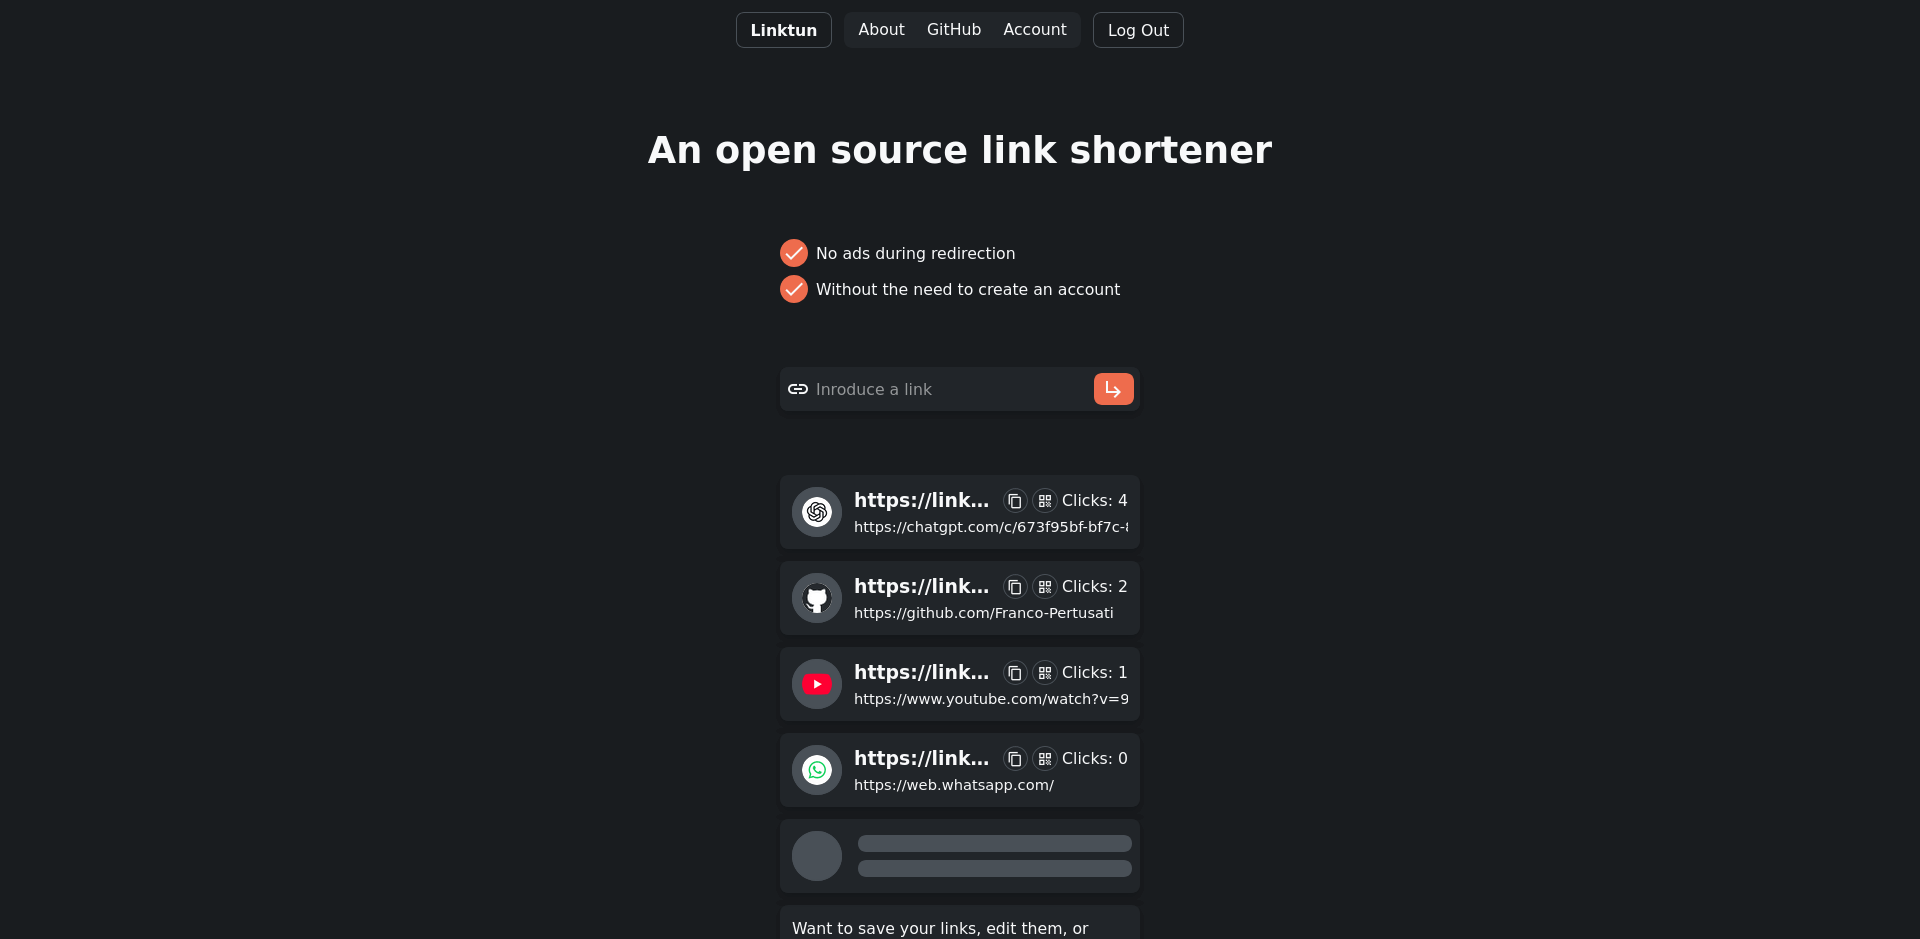 Linktun About GitHub Account Log Out
An open source link shortener
No ads during redirection
Without the need to create an account
Inroduce a link
https://link... Clicks: 4
https://chatgpt.com/c/673f95bf-bf7c-8
https://link... Clicks: 2
https://github.com/Franco-Pertusati
https://link... Clicks: 1
https://www.youtube.com/watch?v=9
https://link... Clicks: 0
https://web.whatsapp.com/
Want to save your links, edit them, or